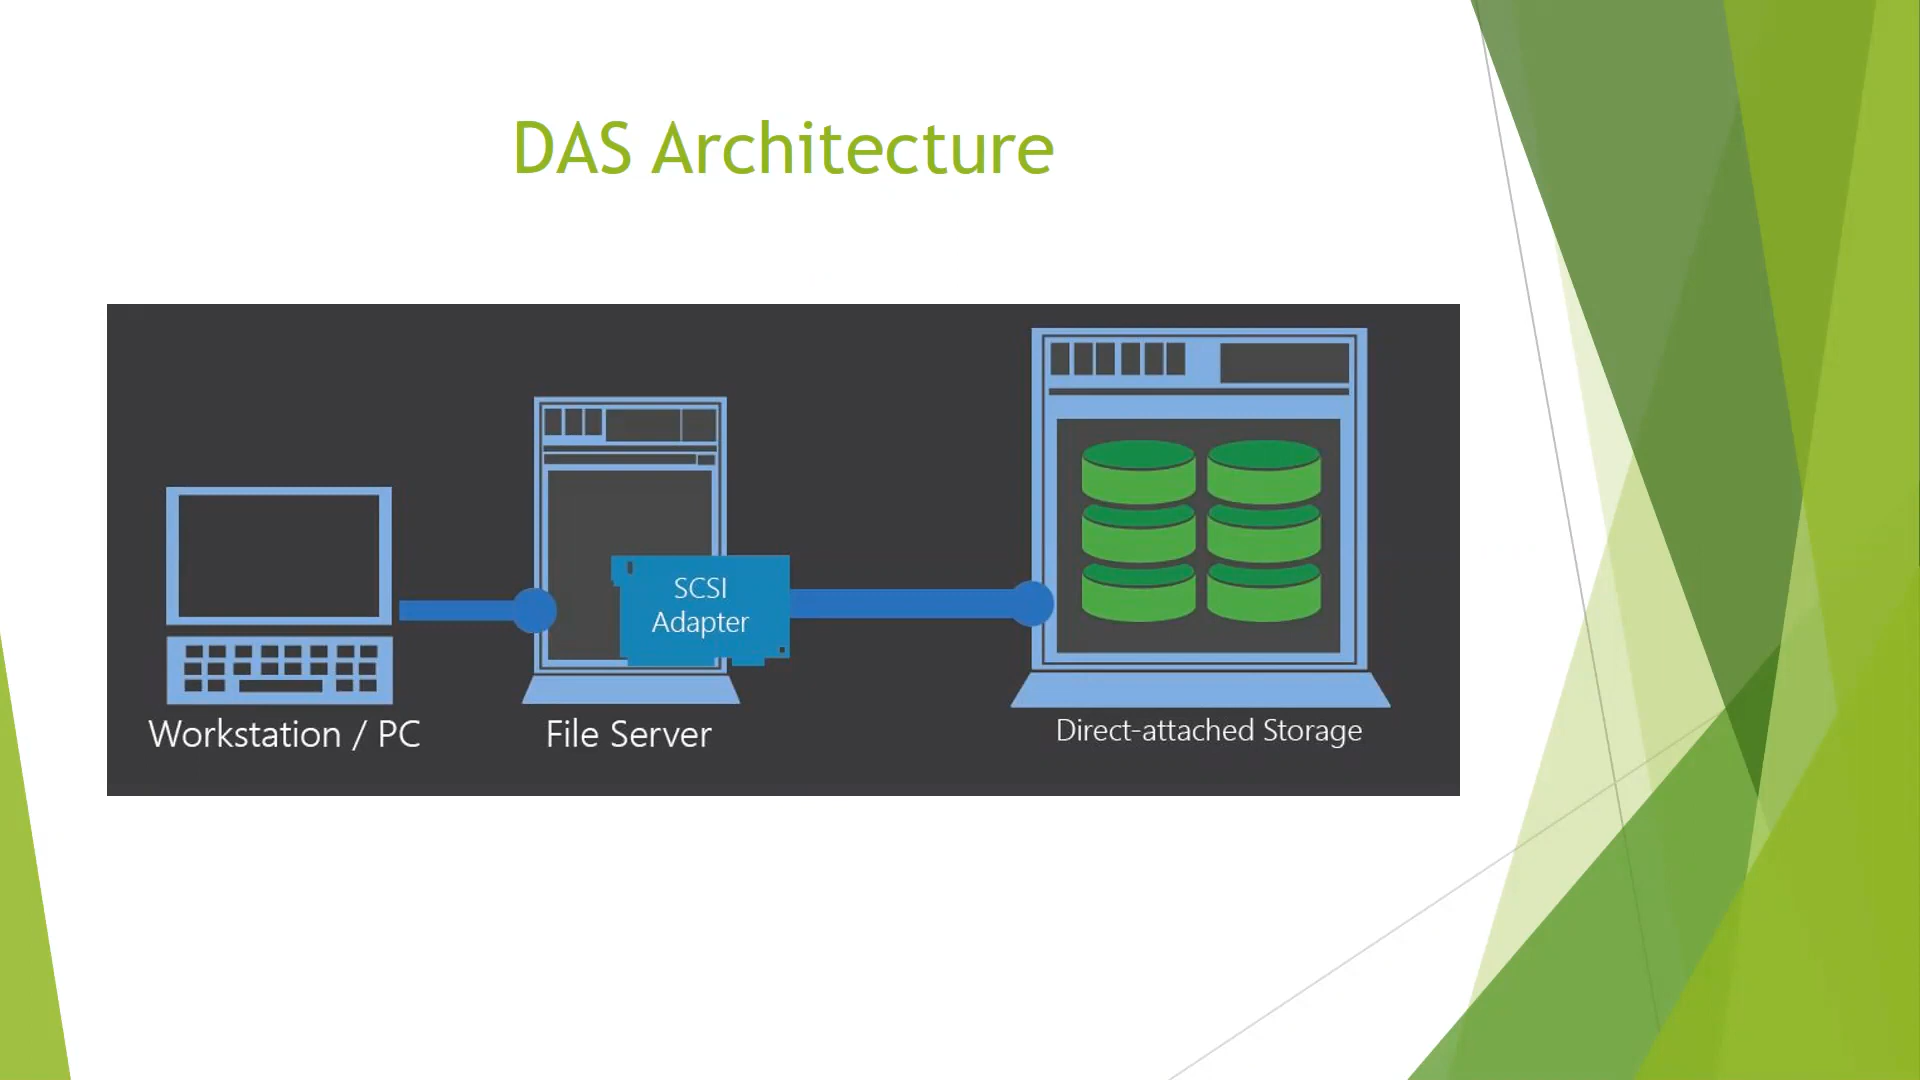 DAS Architecture
SCSI
Adapter
Workstation / PC
File Server
Direct-attached Storage